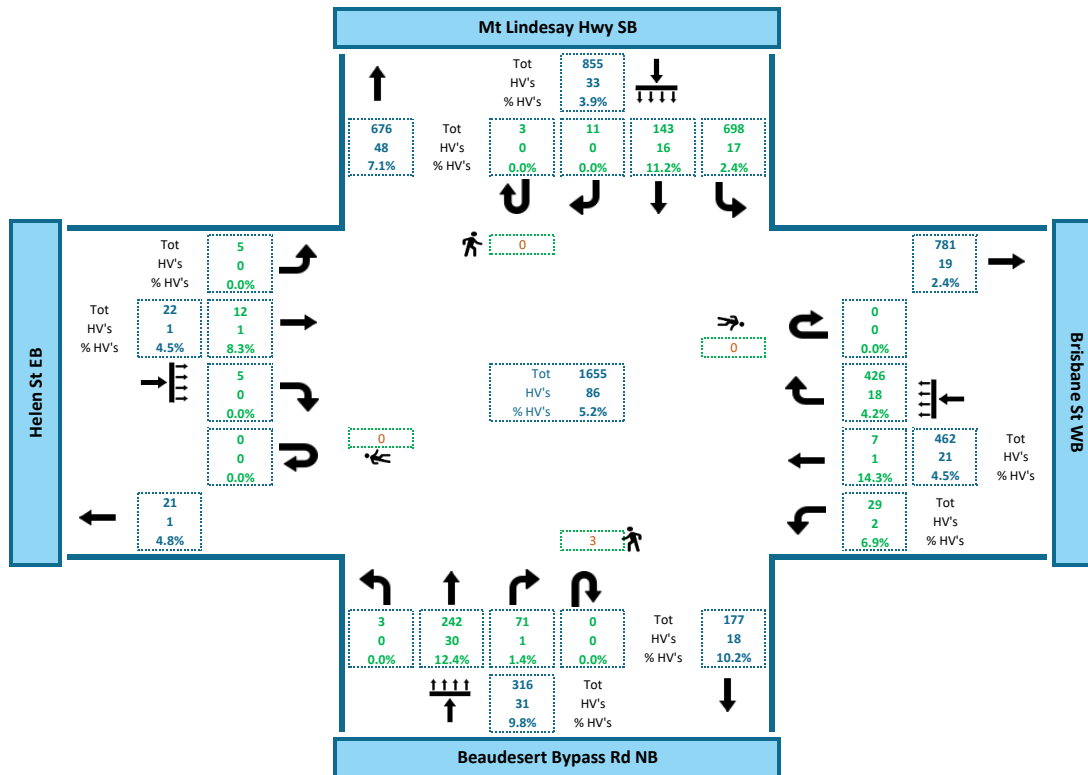 Mt Lindesay Hwy SB
Tot 855
HV's 33
% HV's 3.9%
676 Tot 3 11 143 698
48 HV's 0 0 16 17
7.1% % HV's 0.0% 0.0% 11.2% 2.4%
Helen St EB
Tot 5
HV's 0
% HV's 0.0%
0
781
19
2.4%
Tot 22 12
HV's 1 1
% HV's 4.5% 8.3%
0
0
0.0%
0
Brisbane St WB
5
0
0.0%
Tot 1655
HV's 86
% HV's 5.2%
426
18
4.2%
0
0
0.0%
0
7 462 Tot
1 21 HV's
14.3% 4.5% % HV's
21
1
4.8%
29 Tot
2 HV's
6.9% % HV's
3
3 242 71 0 Tot 177
0 30 1 0 HV's 18
0.0% 12.4% 1.4% 0.0% % HV's 10.2%
316 Tot
31 HV's
9.8% % HV's
Beaudesert Bypass Rd NB